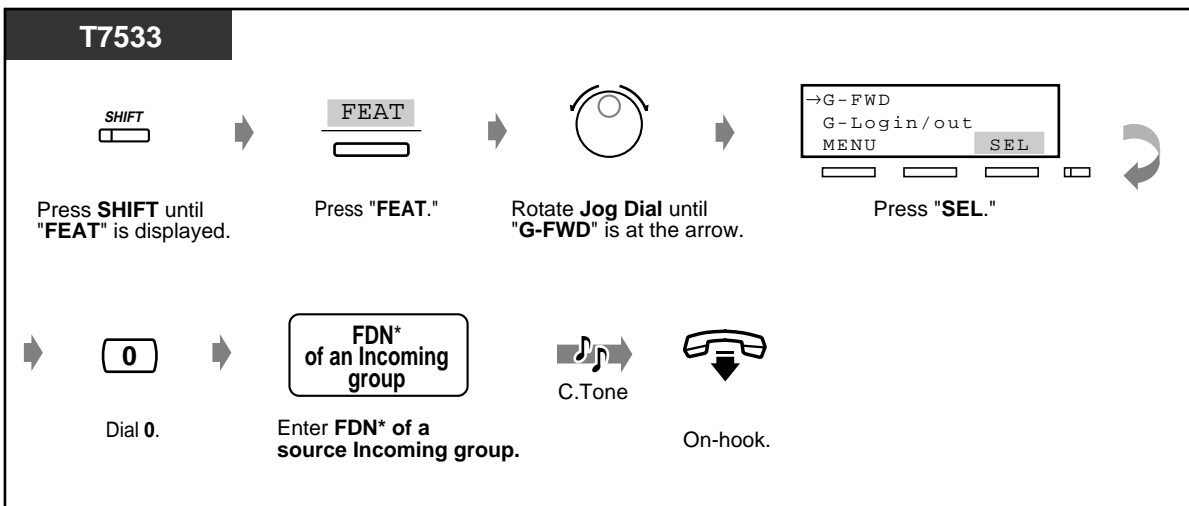 T7533
SHIFT
FEAT
→G-FWD
G-Login/out
MENU SEL
Press SHIFT until
"FEAT" is displayed.
Press "FEAT."
Rotate Jog Dial until
"G-FWD" is at the arrow.
Press "SEL."
0
FDN*
of an Incoming
group
C.Tone
Dial 0.
Enter FDN* of a
source Incoming group.
On-hook.